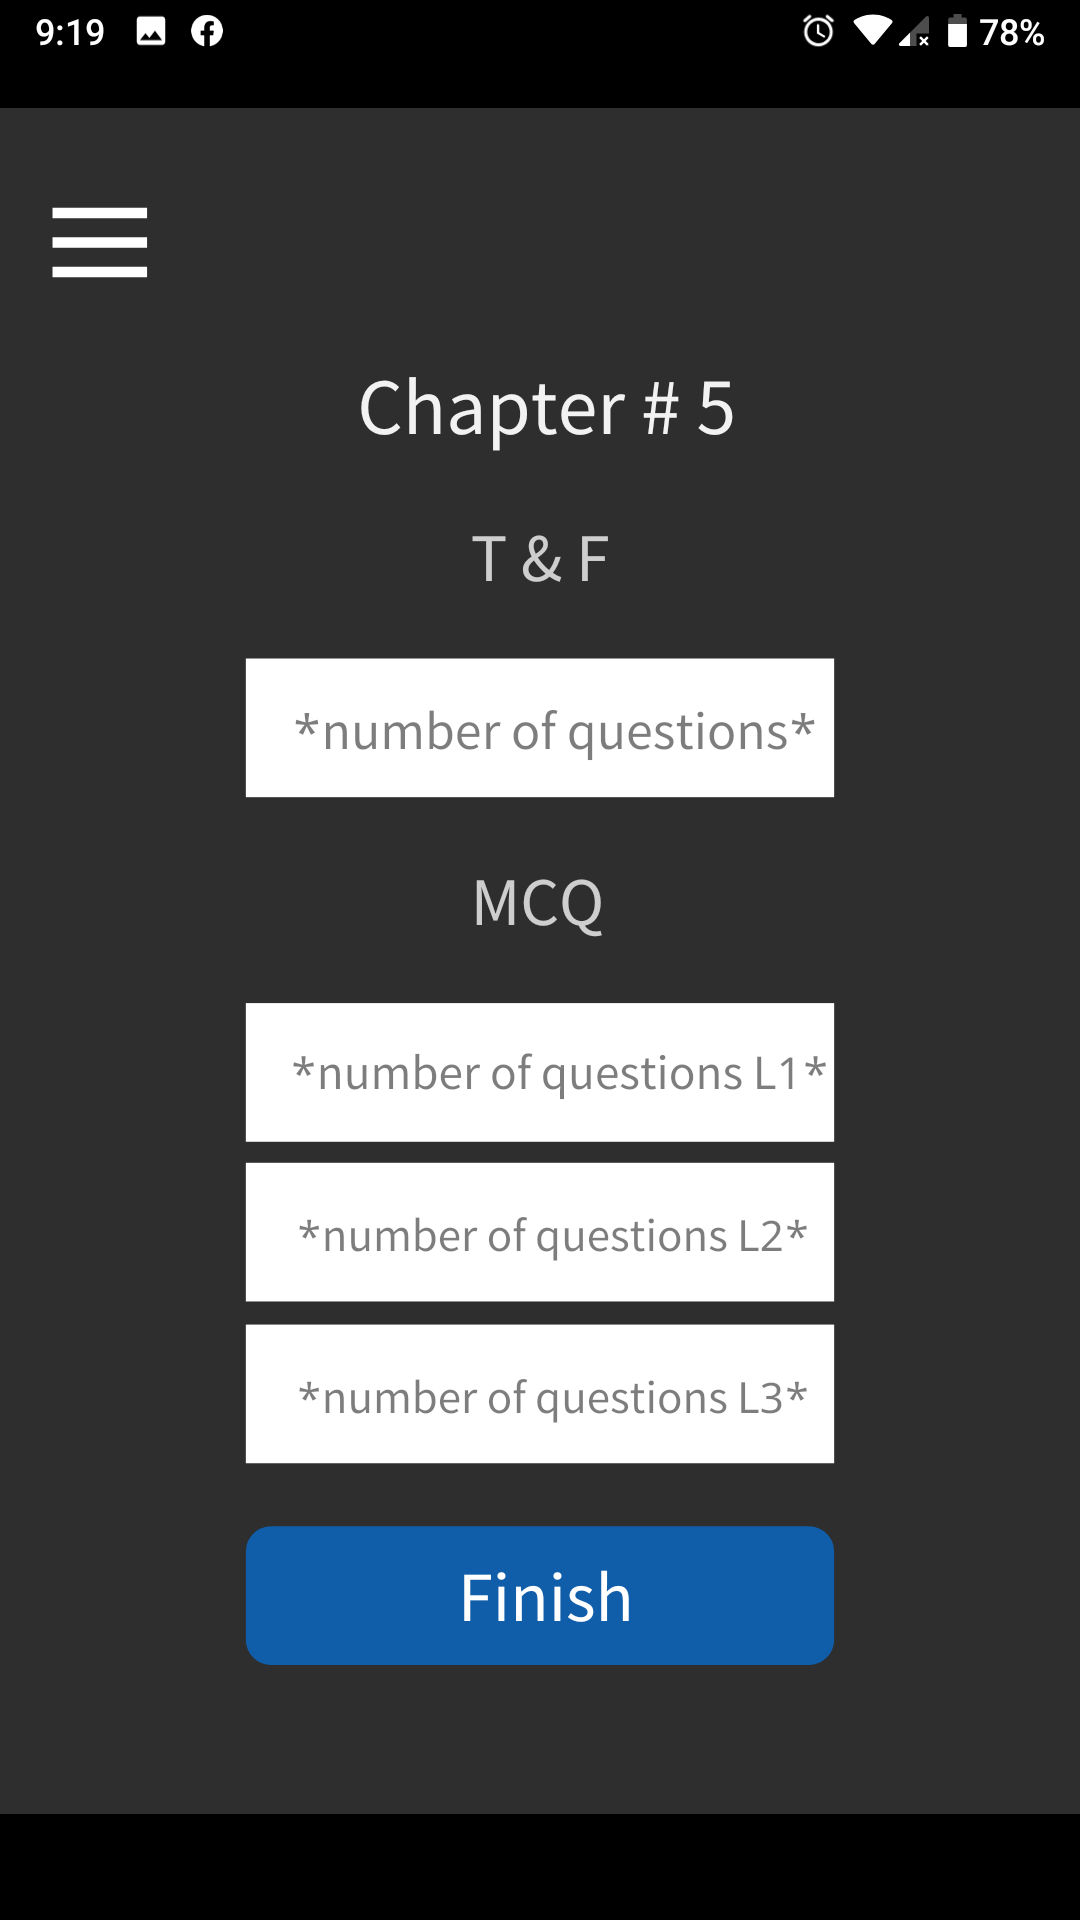 9:19 78%
Chapter # 5
T & F
*number of questions*
MCQ
*number of questions L1*
*number of questions L2*
*number of questions L3*
Finish